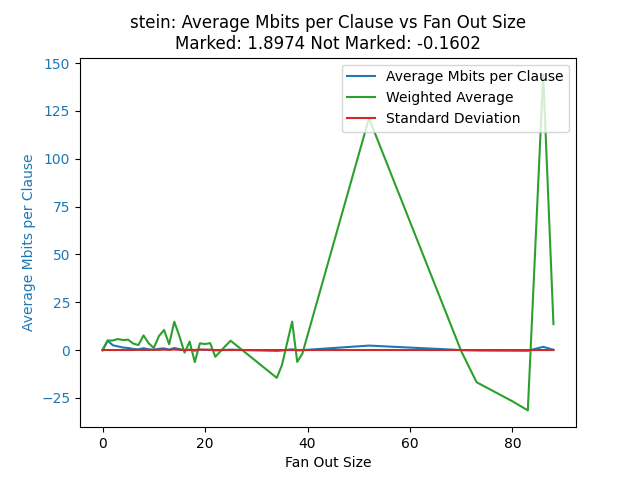 stein: Average Mbits per Clause vs Fan Out Size
Marked: 1.8974 Not Marked: -0.1602
Average Mbits per Clause
Weighted Average
Standard Deviation
Average Mbits per Clause
150
125
100
75
50
25
0
−25
0 20 40 60 80
Fan Out Size